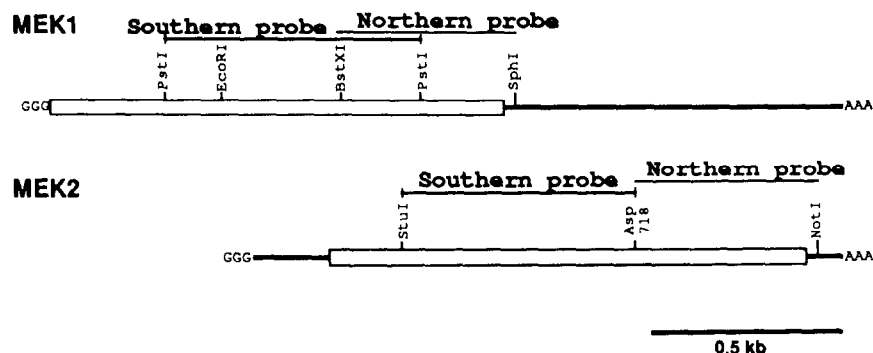 MEK1
Southern probe
Northern probe
PstI
EcoRI
BstXI
PstI
SphI
GGG
AAA
MEK2
Southern probe
Northern probe
StuI
Asp
718
NotI
GGG
AAA
0.5 kb